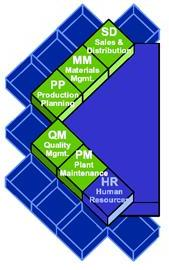 SD
Sales &
Distribution
MM
Materials
Mgmt.
PP
Production
Planning
QM
Quality
Mgmt.
PM
Plant
Maintenance
HR
Human
Resources